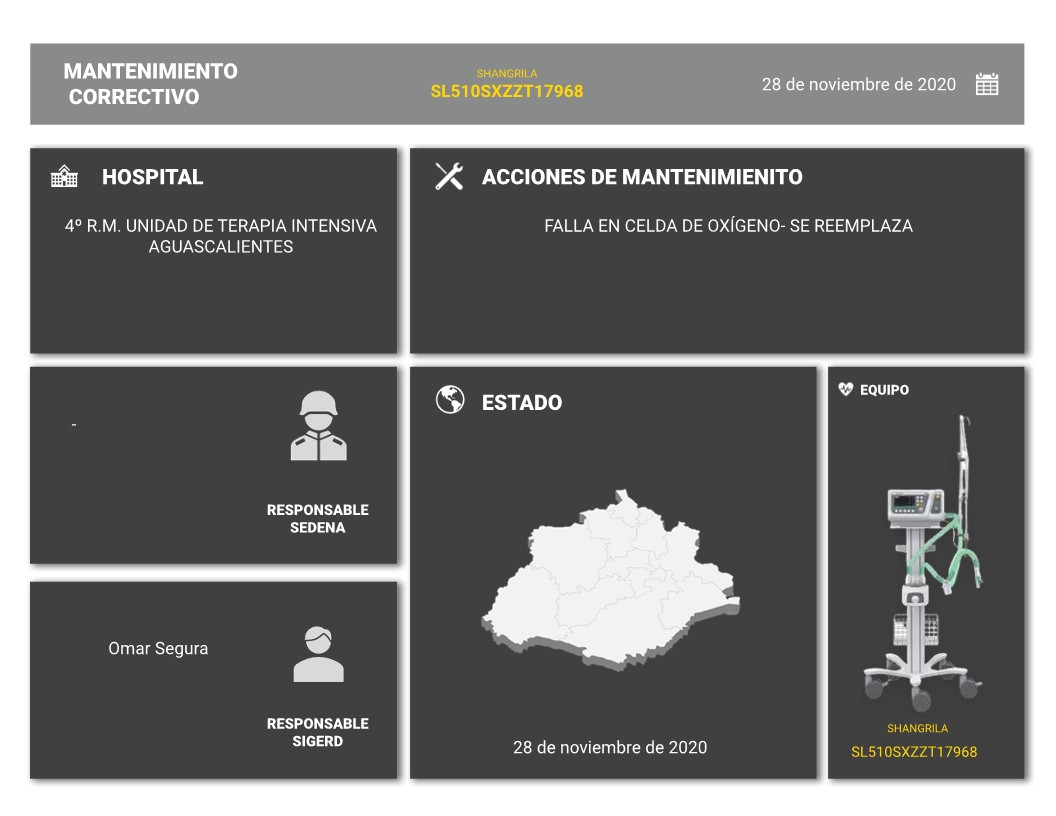 MANTENIMIENTO
CORRECTIVO
SHANGRILA
SL510SXZZT17968
28 de noviembre de 2020
HOSPITAL
4º R.M. UNIDAD DE TERAPIA INTENSIVA
AGUASCALIENTES
ACCIONES DE MANTENIMIENITO
FALLA EN CELDA DE OXÍGENO- SE REEMPLAZA
-
RESPONSABLE
SEDENA
Omar Segura
RESPONSABLE
SIGERD
ESTADO
28 de noviembre de 2020
EQUIPO
SHANGRILA
SL510SXZZT17968